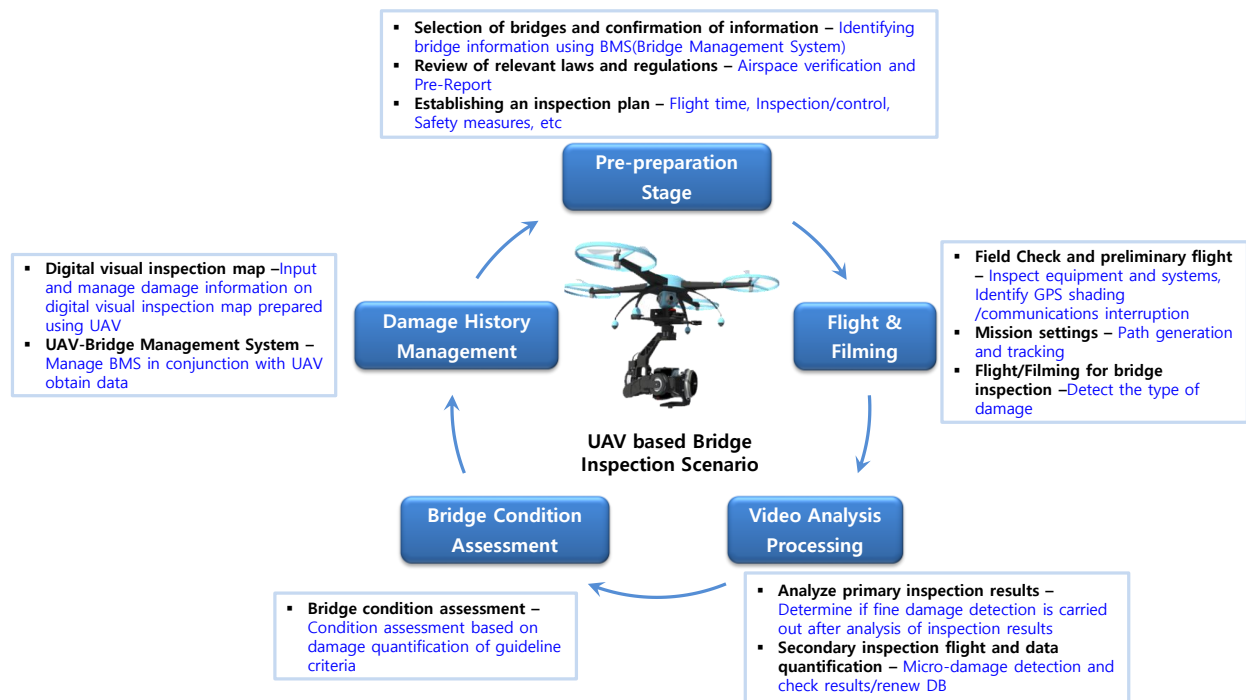 ▪ Selection of bridges and confirmation of information – Identifying
bridge information using BMS(Bridge Management System)
▪ Review of relevant laws and regulations – Airspace verification and
Pre-Report
▪ Establishing an inspection plan – Flight time, Inspection/control,
Safety measures, etc
Pre-preparation
Stage
▪ Field Check and preliminary flight
– Inspect equipment and systems,
Identify GPS shading
/communications interruption
▪ Mission settings – Path generation
and tracking
▪ Flight/Filming for bridge
inspection –Detect the type of
damage
Flight &
Filming
▪ Digital visual inspection map –Input
and manage damage information on
digital visual inspection map prepared
using UAV
▪ UAV-Bridge Management System –
Manage BMS in conjunction with UAV
obtain data
Damage History
Management
UAV based Bridge
Inspection Scenario
Bridge Condition
Assessment
Video Analysis
Processing
▪ Bridge condition assessment –
Condition assessment based on
damage quantification of guideline
criteria
▪ Analyze primary inspection results –
Determine if fine damage detection is carried
out after analysis of inspection results
▪ Secondary inspection flight and data
quantification – Micro-damage detection and
check results/renew DB